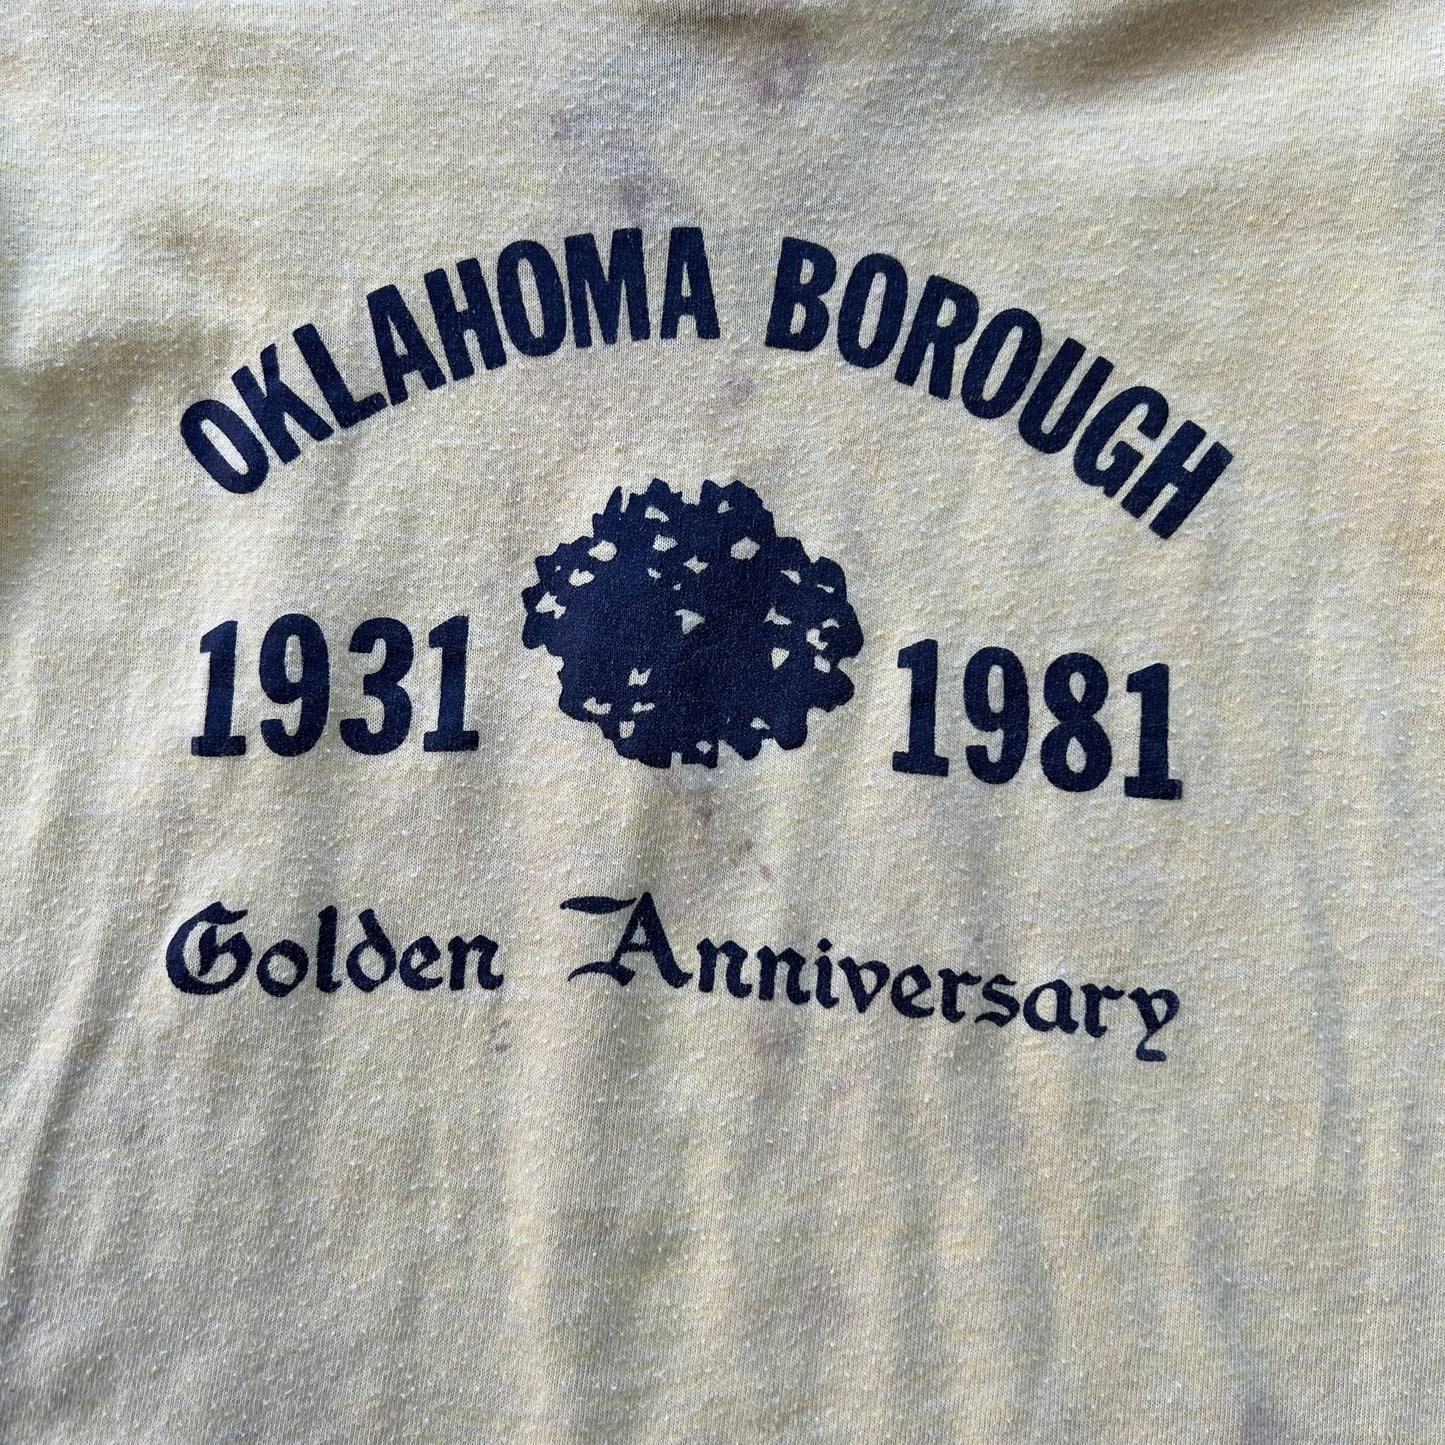 OKLAHOMA BOROUGH
1931 1981
Golden Anniversary